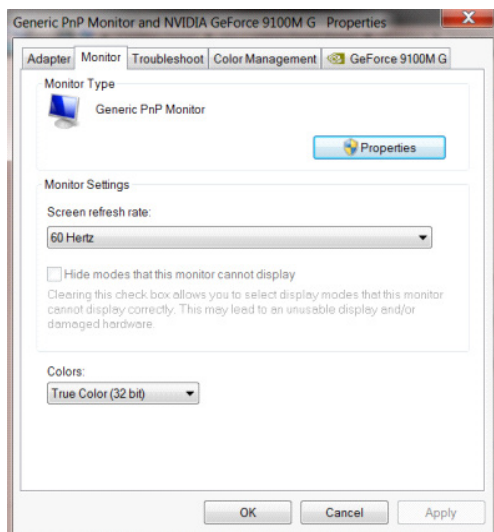 Generic PnP Monitor and NVIDIA GeForce 9100M G Properties
X
Adapter Monitor Troubleshoot Color Management GeForce 9100M G
Monitor Type
Generic PnP Monitor
Properties
Monitor Settings
Screen refresh rate:
60 Hertz
Hide modes that this monitor cannot display
Clearing this check box allows you to select display modes that this monitor
cannot display correctly. This may lead to an unusable display and/or
damaged hardware.
Colors:
True Color (32 bit)
OK Cancel Apply